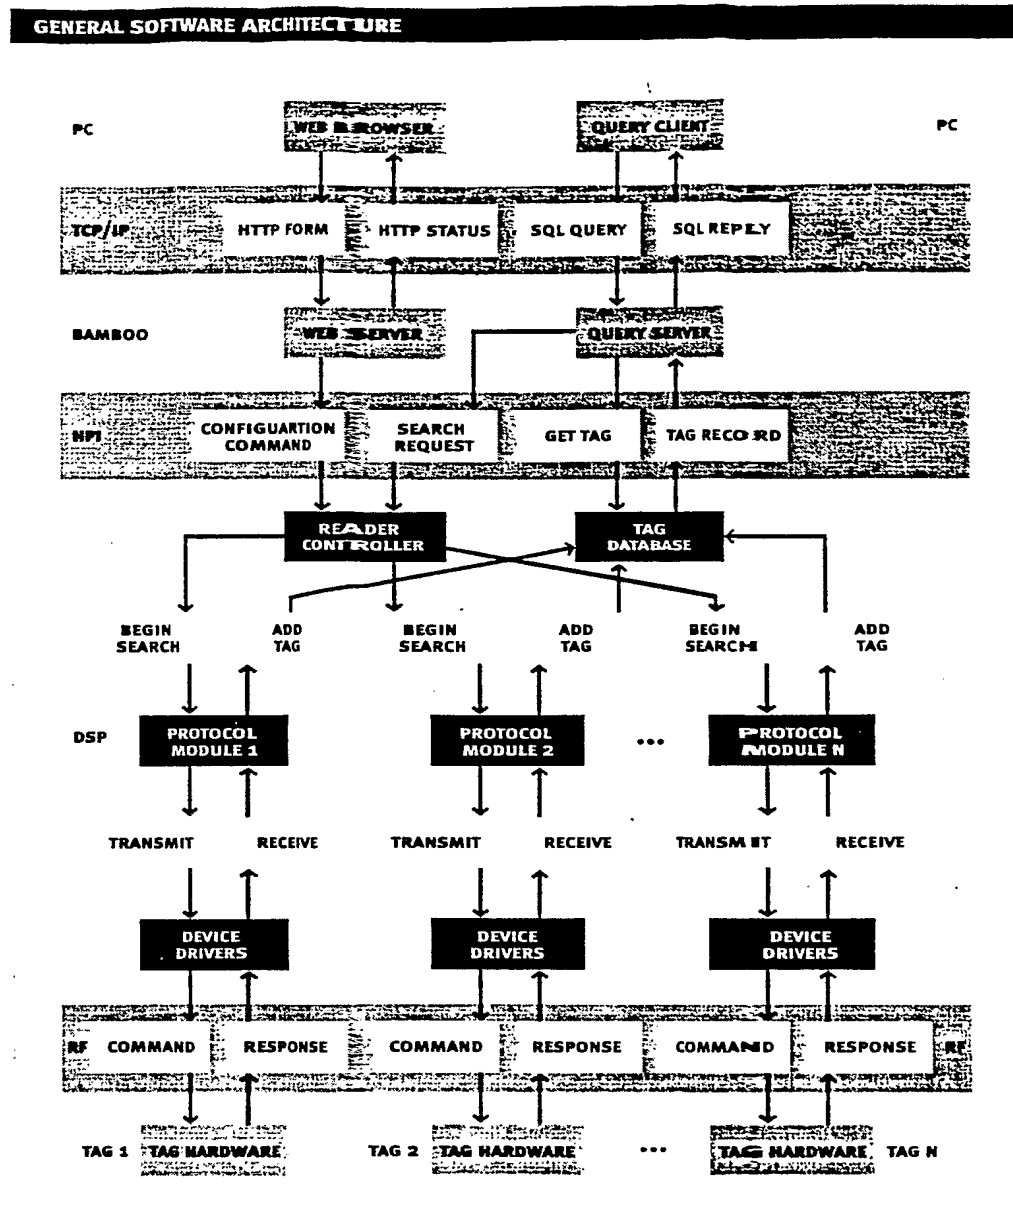 GENERAL SOFTWARE ARCHITECTURE
PC
WEB BROWSER
QUERY CLIENT
PC
TCP/IP
HTTP FORM
HTTP STATUS
SQL QUERY
SQL REPLY
BAMBOO
WEB SERVER
QUERY SERVER
HPI
CONFIGUARTION
COMMAND
SEARCH
REQUEST
GET TAG
TAG RECORD
READER
CONTROLLER
TAG
DATABASE
BEGIN
SEARCH
ADD
TAG
BEGIN
SEARCH
ADD
TAG
BEGIN
SEARCH
ADD
TAG
DSP
PROTOCOL
MODULE 1
PROTOCOL
MODULE 2
...
PROTOCOL
MODULE N
TRANSMIT
RECEIVE
TRANSMIT
RECEIVE
TRANSMIT
RECEIVE
DEVICE
DRIVERS
DEVICE
DRIVERS
DEVICE
DRIVERS
RF
COMMAND
RESPONSE
COMMAND
RESPONSE
COMMAND
RESPONSE
RF
TAG 1
TAG HARDWARE
TAG 2
TAG HARDWARE
...
TAG HARDWARE
TAG N